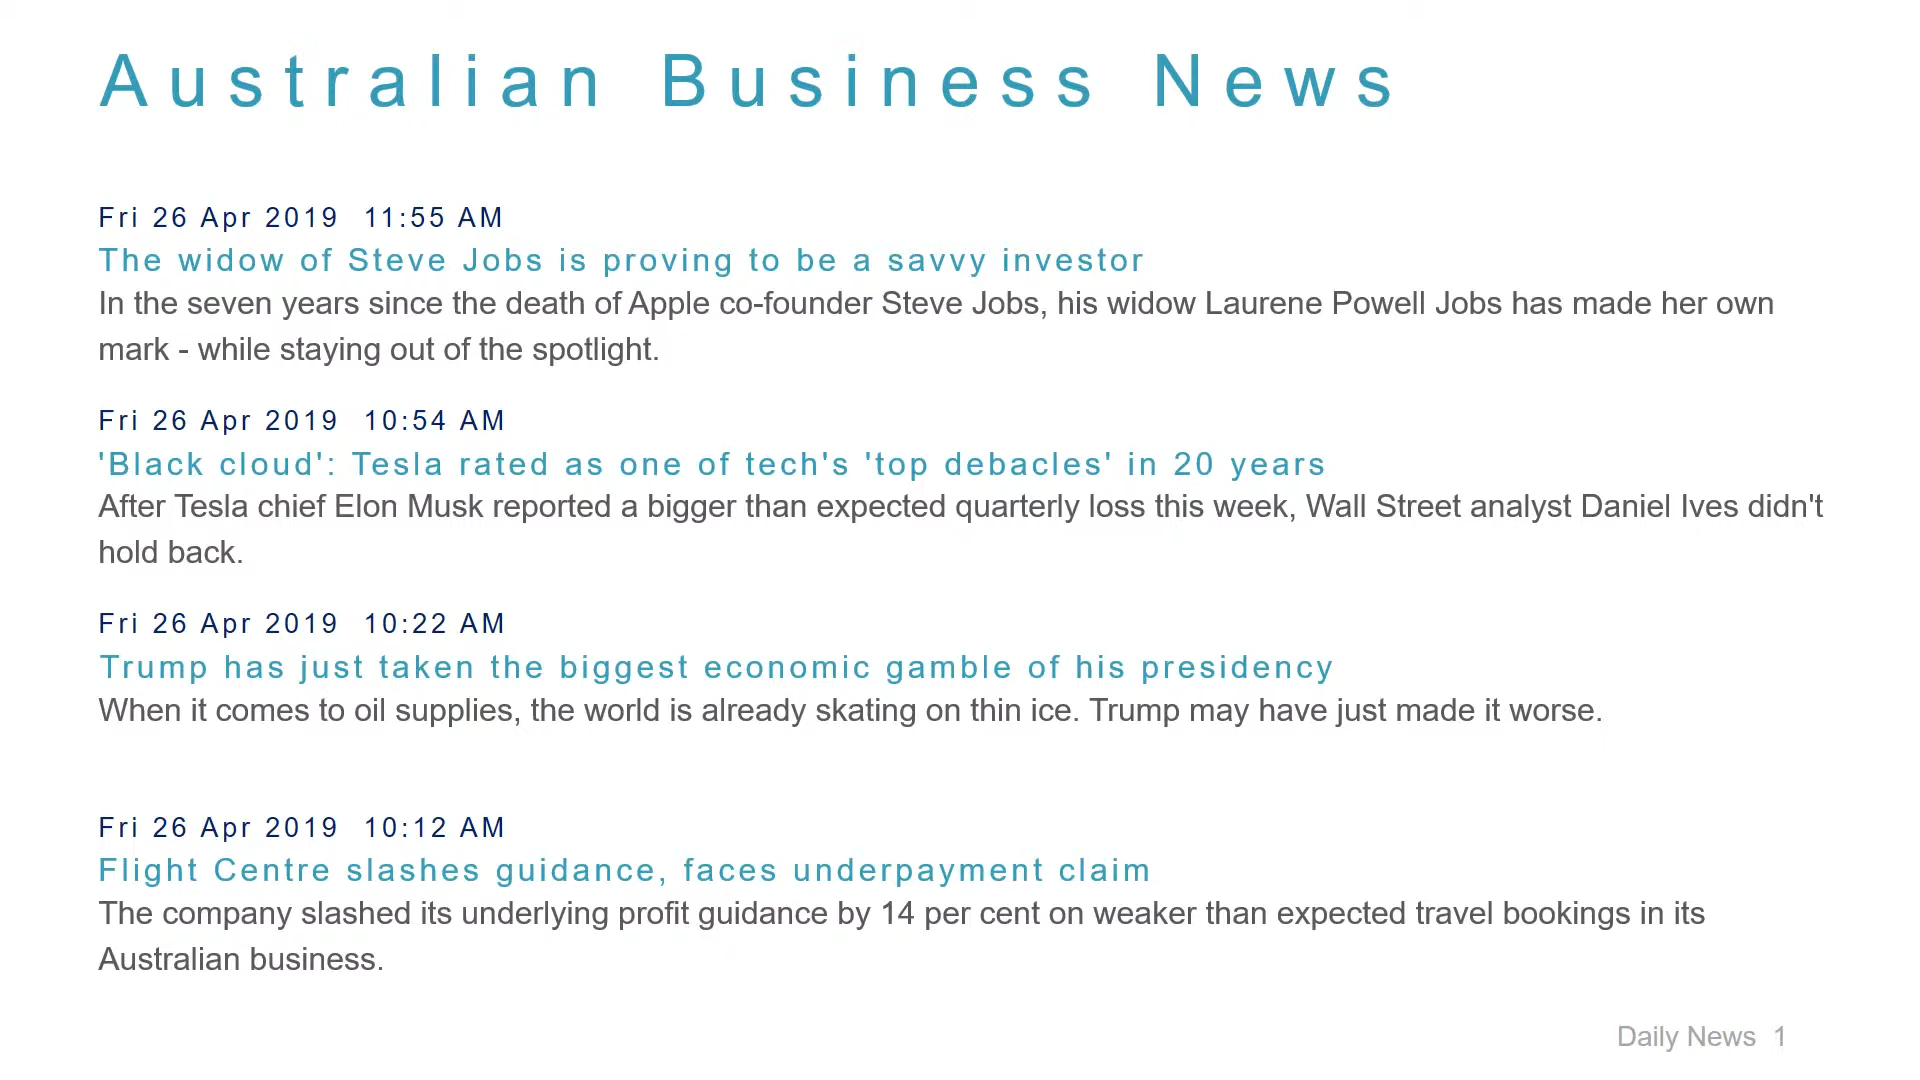 Australian Business News
Fri 26 Apr 2019  11:55 AM
The widow of Steve Jobs is proving to be a savvy investor
In the seven years since the death of Apple co-founder Steve Jobs, his widow Laurene Powell Jobs has made her own
mark - while staying out of the spotlight.
Fri 26 Apr 2019  10:54 AM
'Black cloud': Tesla rated as one of tech's 'top debacles' in 20 years
After Tesla chief Elon Musk reported a bigger than expected quarterly loss this week, Wall Street analyst Daniel Ives didn't
hold back.
Fri 26 Apr 2019  10:22 AM
Trump has just taken the biggest economic gamble of his presidency
When it comes to oil supplies, the world is already skating on thin ice. Trump may have just made it worse.
Fri 26 Apr 2019  10:12 AM
Flight Centre slashes guidance, faces underpayment claim
The company slashed its underlying profit guidance by 14 per cent on weaker than expected travel bookings in its
Australian business.
Daily News  1